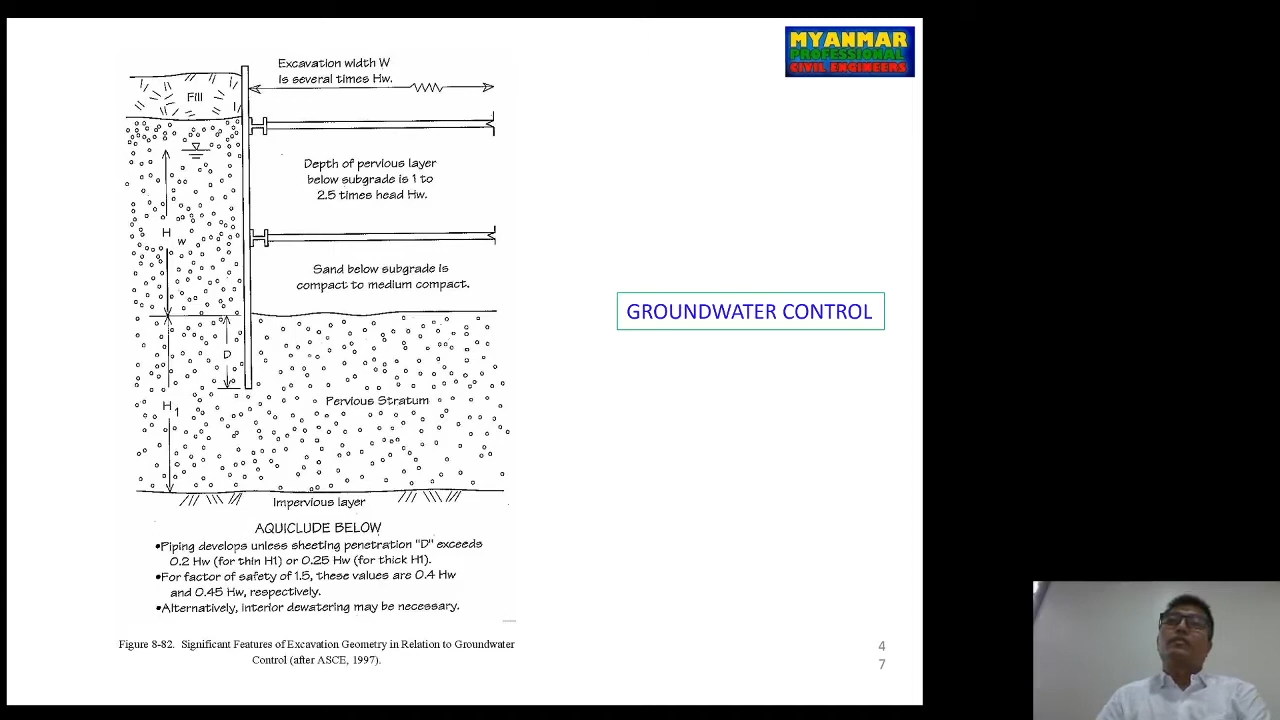 MYANMAR
PROFESSIONAL
CIVIL ENGINEERS
Excavation width W
is several times Hw.
Fill
Depth of pervious layer
below subgrade is 1 to
2.5 times head Hw.
H w
Sand below subgrade is
compact to medium compact.
GROUNDWATER CONTROL
D
Pervious Stratum
H 1
Impervious layer
AQUICLUDE BELOW
•Piping develops unless sheeting penetration "D" exceeds
0.2 Hw (for thin H1) or 0.25 Hw (for thick H1).
•For factor of safety of 1.5, these values are 0.4 Hw
and 0.45 Hw, respectively.
•Alternatively, interior dewatering may be necessary.
Figure 8-82. Significant Features of Excavation Geometry in Relation to Groundwater
Control (after ASCE, 1997).
4
7